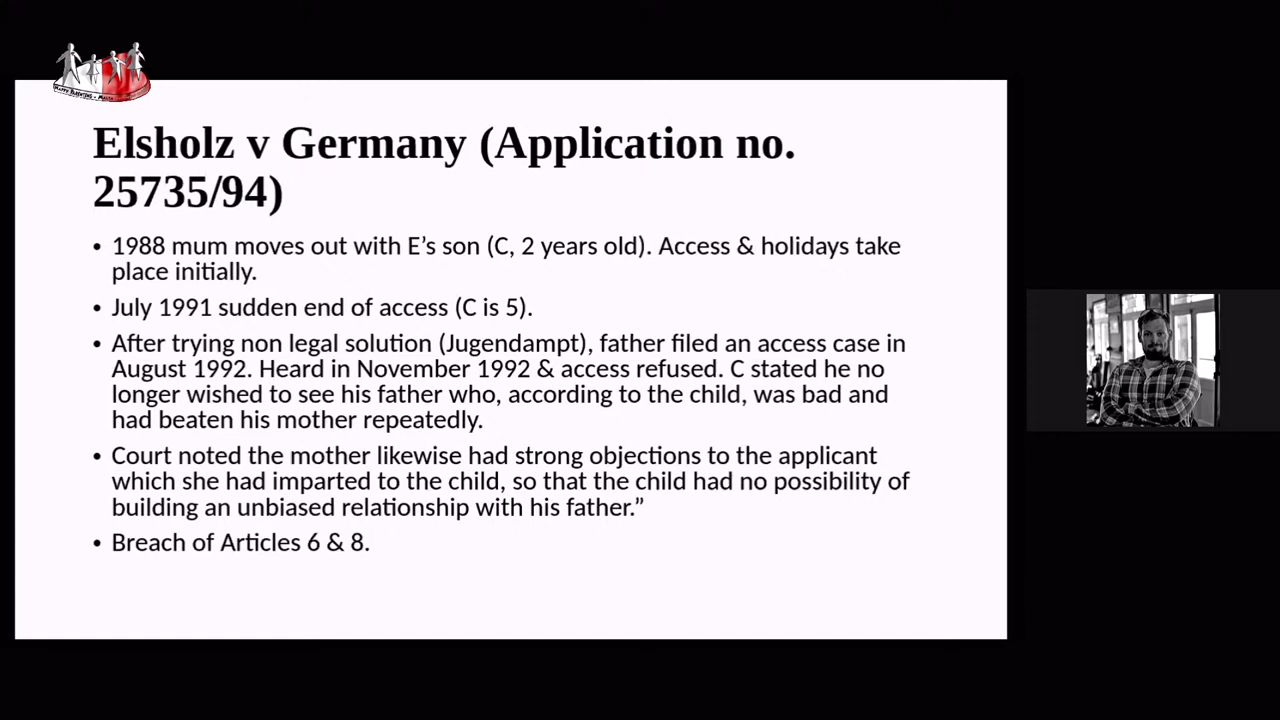 HAPPY PARENTING - MALTA
Elsholz v Germany (Application no.
25735/94)
• 1988 mum moves out with E’s son (C, 2 years old). Access & holidays take
place initially.
• July 1991 sudden end of access (C is 5).
• After trying non legal solution (Jugendampt), father filed an access case in
August 1992. Heard in November 1992 & access refused. C stated he no
longer wished to see his father who, according to the child, was bad and
had beaten his mother repeatedly.
• Court noted the mother likewise had strong objections to the applicant
which she had imparted to the child, so that the child had no possibility of
building an unbiased relationship with his father.”
• Breach of Articles 6 & 8.